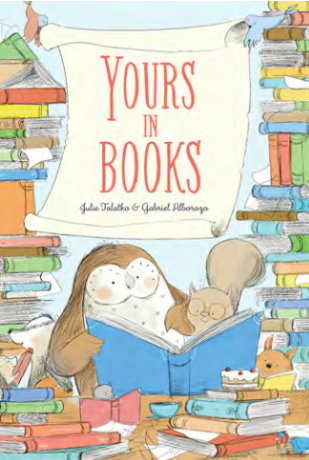 YOURS
IN
BOOKS
Julie Falatko & Gabriel Alborozo